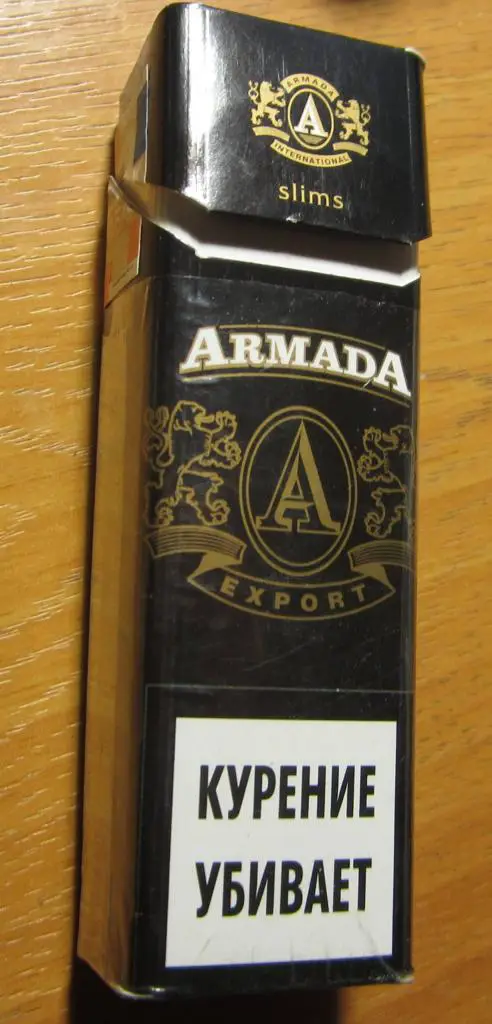 ARMADA
A
INTERNATIONAL
slims
ARMADA
A
EXPORT
КУРЕНИЕ
УБИВАЕТ